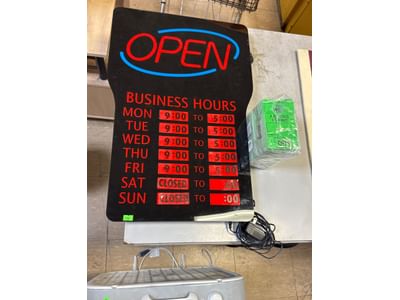 OPEN
BUSINESS HOURS
MON 9:00 TO 5:00
TUE 9:00 TO 5:00
WED 9:00 TO 5:00
THU 9:00 TO 5:00
FRI 9:00 TO 5:00
SAT CLOSED TO
SUN CLOSED TO :00